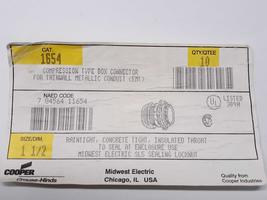 CAT.
1654
QTY/QTEE
10
COMPRESSION TYPE BOX CONNECTOR
FOR THINWALL METALLIC CONDUIT (EMT)
NAED CODE
7 84564 11654
UL
LISTED
SIZE/DIM.
1 1/2
RAINTIGHT, CONCRETE TIGHT, INSULATED THROAT
TO SEAL AT ENCLOSURE USE
MIDWEST ELECTRIC SLS SEALING LOCKNUT
COOPER
Crouse-Hinds
Midwest Electric
Chicago, IL USA
Quality from
Cooper Industries